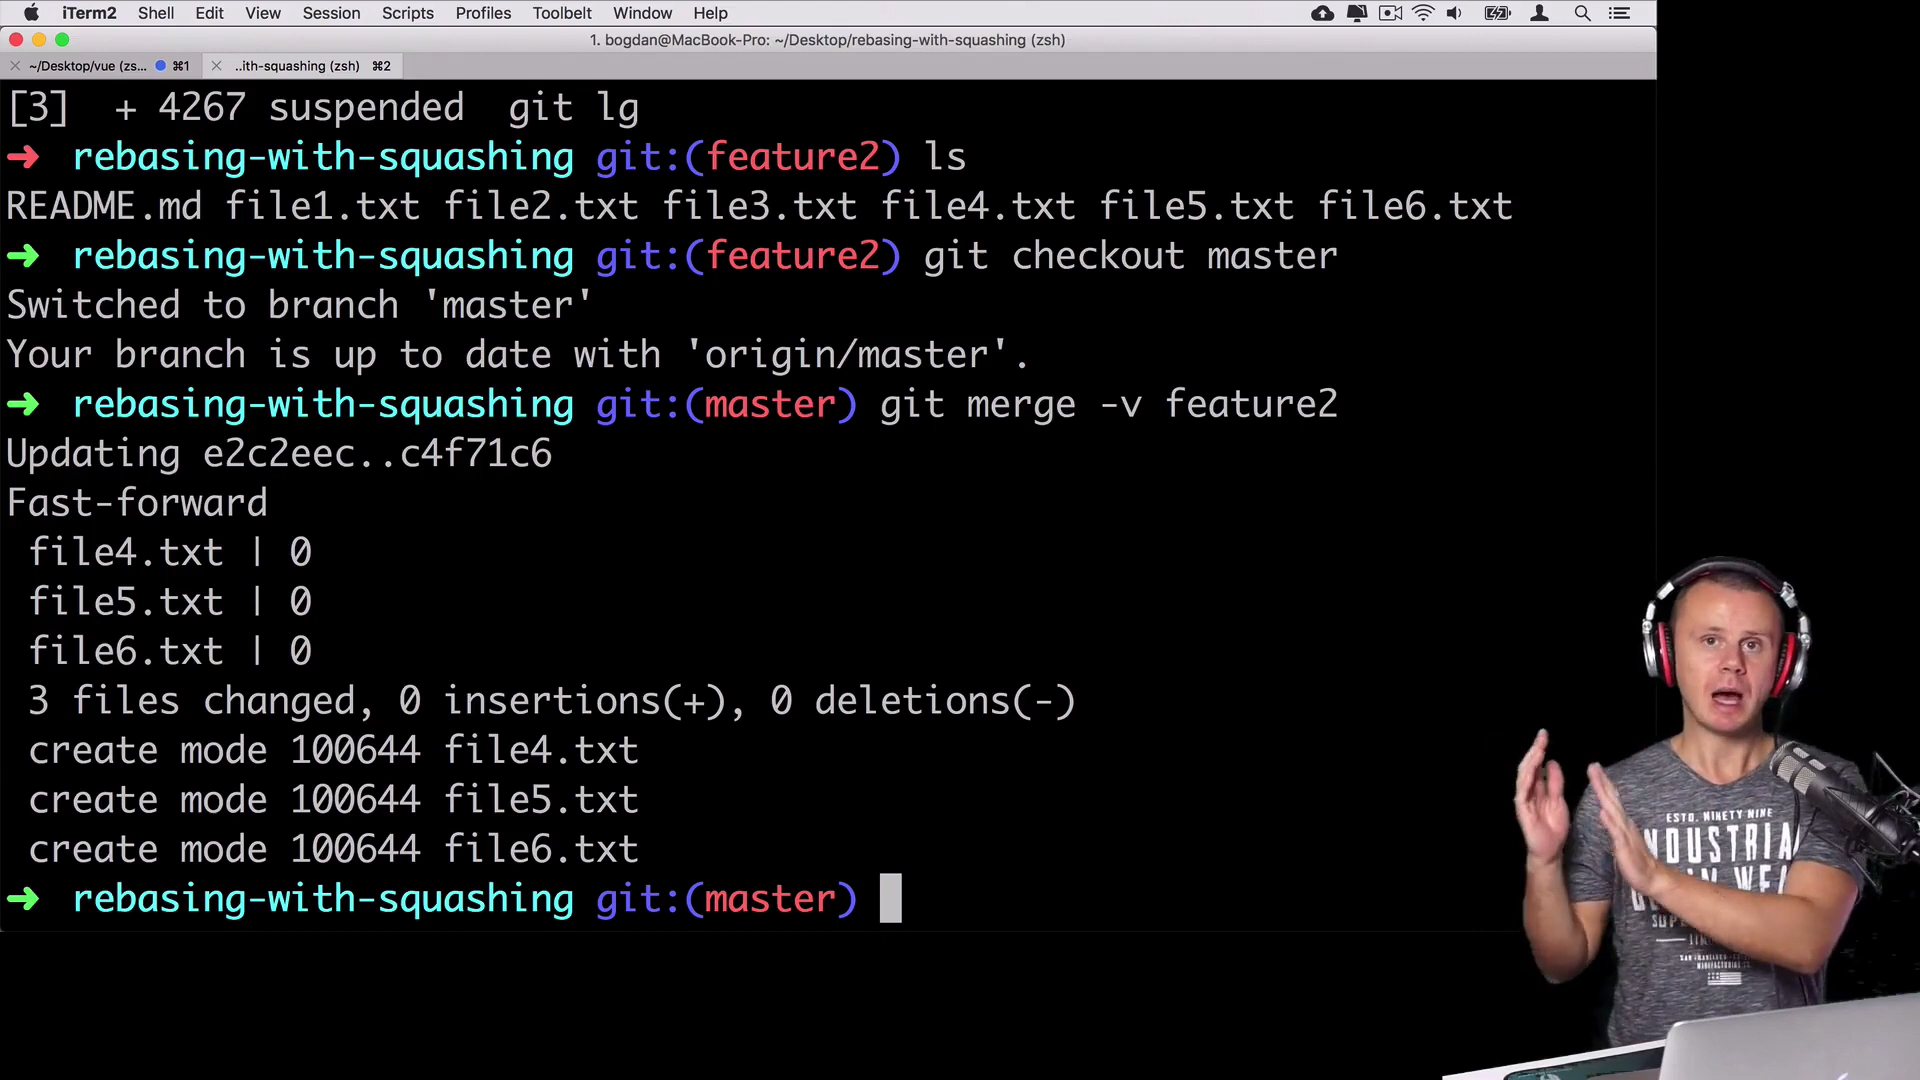 iTerm2 Shell Edit View Session Scripts Profiles Toolbelt Window Help
1. bogdan@MacBook-Pro: ~/Desktop/rebasing-with-squashing (zsh)
~/Desktop/vue (zs... ⌘1 ..ith-squashing (zsh) ⌘2
[3]  + 4267 suspended  git lg
➜  rebasing-with-squashing git:(feature2) ls
README.md file1.txt file2.txt file3.txt file4.txt file5.txt file6.txt
➜  rebasing-with-squashing git:(feature2) git checkout master
Switched to branch 'master'
Your branch is up to date with 'origin/master'.
➜  rebasing-with-squashing git:(master) git merge -v feature2
Updating e2c2eec..c4f71c6
Fast-forward
file4.txt | 0
file5.txt | 0
file6.txt | 0
3 files changed, 0 insertions(+), 0 deletions(-)
create mode 100644 file4.txt
create mode 100644 file5.txt
create mode 100644 file6.txt
➜  rebasing-with-squashing git:(master)
ESTD. NINETY NINE
NDUSTRIA